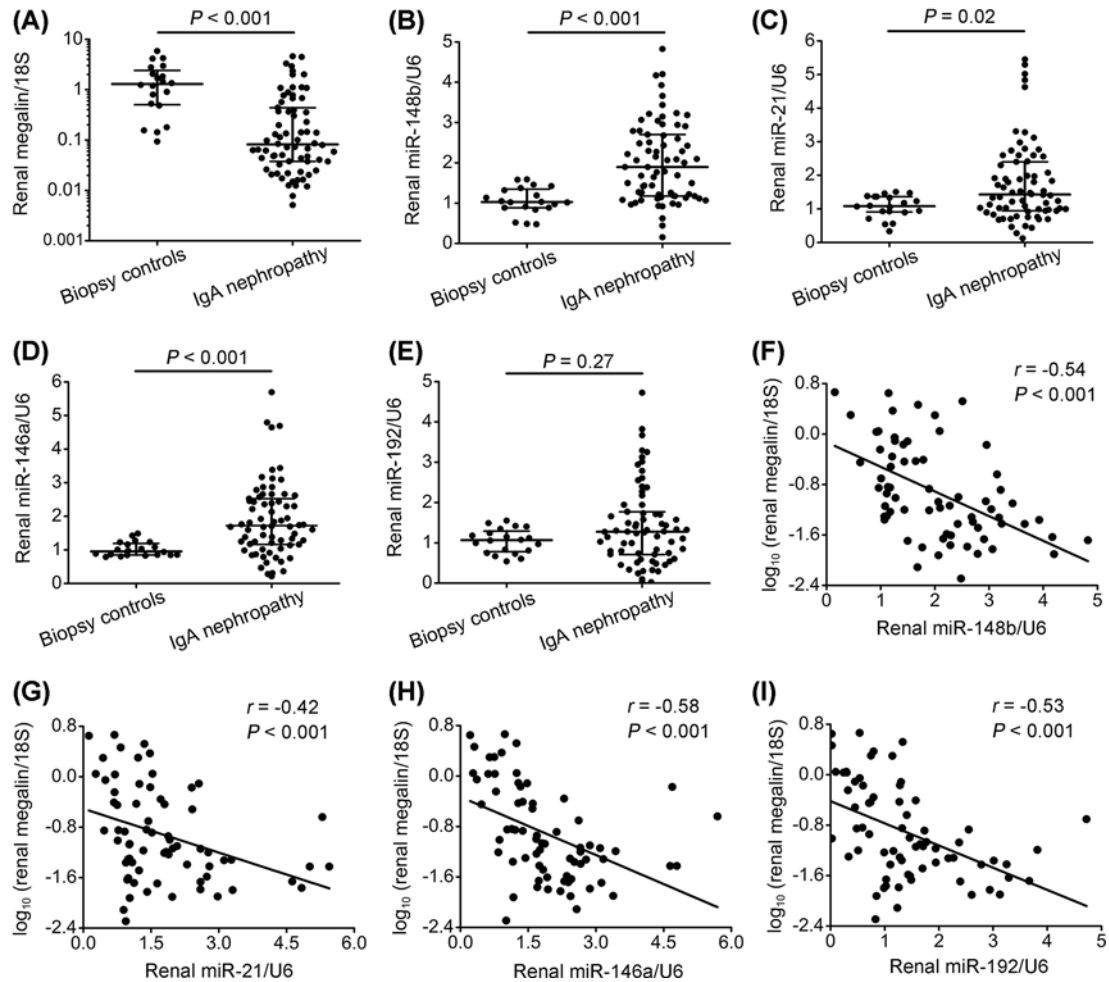 (A)
P < 0.001
Renal megalin/18S
10
1
0.1
0.01
0.001
Biopsy controls
IgA nephropathy
(B)
P < 0.001
Renal miR-148b/U6
5
4
3
2
1
0
Biopsy controls
IgA nephropathy
(C)
P = 0.02
Renal miR-21/U6
6
5
4
3
2
1
0
Biopsy controls
IgA nephropathy
(D)
P < 0.001
Renal miR-146a/U6
6
5
4
3
2
1
0
Biopsy controls
IgA nephropathy
(E)
P = 0.27
Renal miR-192/U6
5
4
3
2
1
0
Biopsy controls
IgA nephropathy
(F)
r = -0.54
P < 0.001
log₁₀ (renal megalin/18S)
0.8
0.0
-0.8
-1.6
-2.4
0 1 2 3 4 5
Renal miR-148b/U6
(G)
r = -0.42
P < 0.001
log₁₀ (renal megalin/18S)
0.8
0.0
-0.8
-1.6
-2.4
0.0 1.5 3.0 4.5 6.0
Renal miR-21/U6
(H)
r = -0.58
P < 0.001
log₁₀ (renal megalin/18S)
0.8
0.0
-0.8
-1.6
-2.4
0.0 1.5 3.0 4.5 6.0
Renal miR-146a/U6
(I)
r = -0.53
P < 0.001
log₁₀ (renal megalin/18S)
0.8
0.0
-0.8
-1.6
-2.4
0 1 2 3 4 5
Renal miR-192/U6